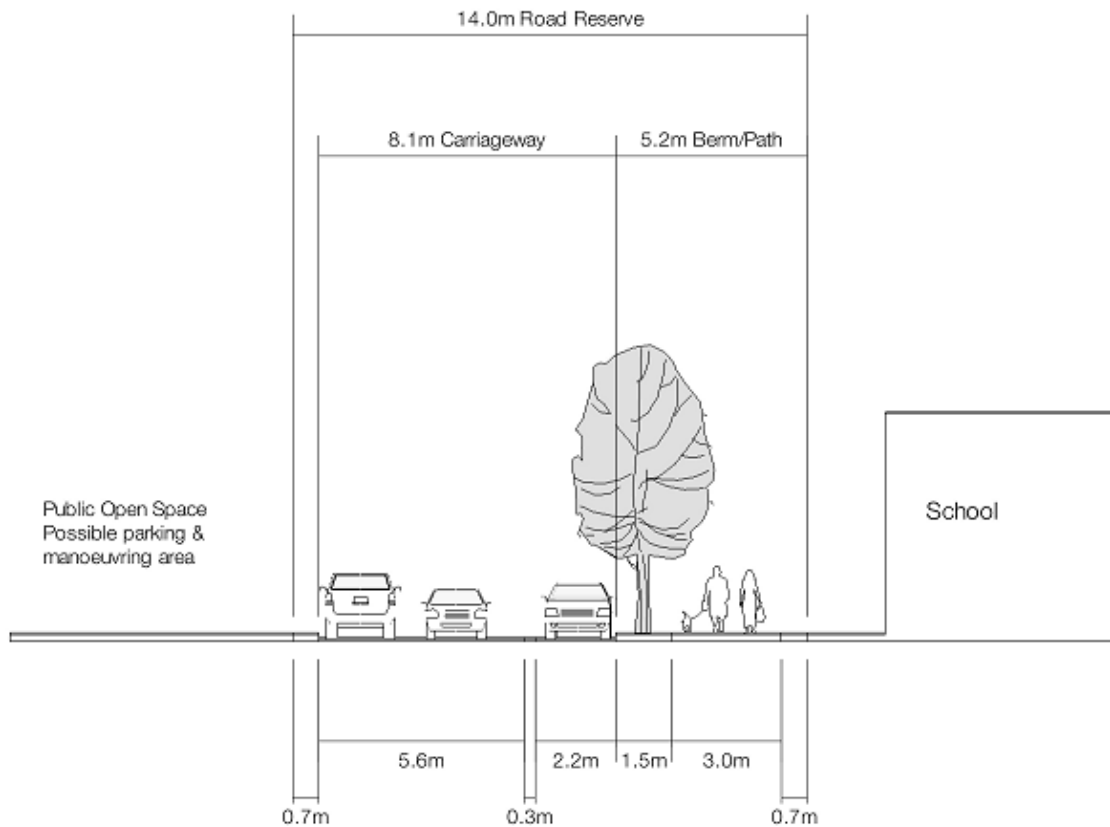 14.0m Road Reserve
8.1m Carriageway
5.2m Berm/Path
Public Open Space
Possible parking &
manoeuvring area
School
5.6m
2.2m
1.5m
3.0m
0.7m
0.3m
0.7m